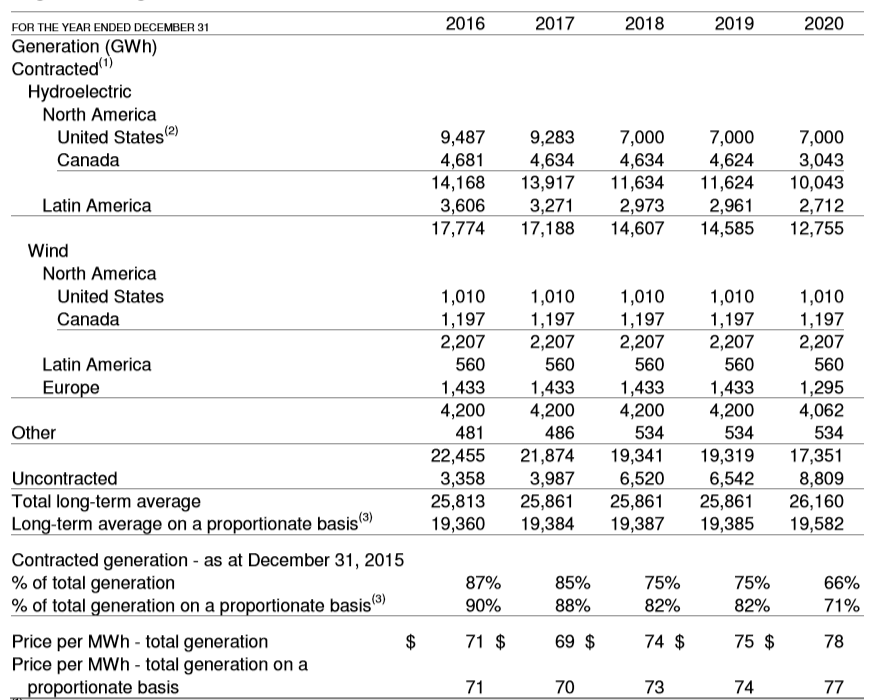 FOR THE YEAR ENDED DECEMBER 31 2016 2017 2018 2019 2020
Generation (GWh)
Contracted(1)
Hydroelectric
North America
United States(2) 9,487 9,283 7,000 7,000 7,000
Canada 4,681 4,634 4,634 4,624 3,043
14,168 13,917 11,634 11,624 10,043
Latin America 3,606 3,271 2,973 2,961 2,712
17,774 17,188 14,607 14,585 12,755
Wind
North America
United States 1,010 1,010 1,010 1,010 1,010
Canada 1,197 1,197 1,197 1,197 1,197
2,207 2,207 2,207 2,207 2,207
Latin America 560 560 560 560 560
Europe 1,433 1,433 1,433 1,433 1,295
4,200 4,200 4,200 4,200 4,062
Other 481 486 534 534 534
22,455 21,874 19,341 19,319 17,351
Uncontracted 3,358 3,987 6,520 6,542 8,809
Total long-term average 25,813 25,861 25,861 25,861 26,160
Long-term average on a proportionate basis(3) 19,360 19,384 19,387 19,385 19,582
Contracted generation - as at December 31, 2015
% of total generation 87% 85% 75% 75% 66%
% of total generation on a proportionate basis(3) 90% 88% 82% 82% 71%
Price per MWh - total generation $ 71 $ 69 $ 74 $ 75 $ 78
Price per MWh - total generation on a
proportionate basis 71 70 73 74 77